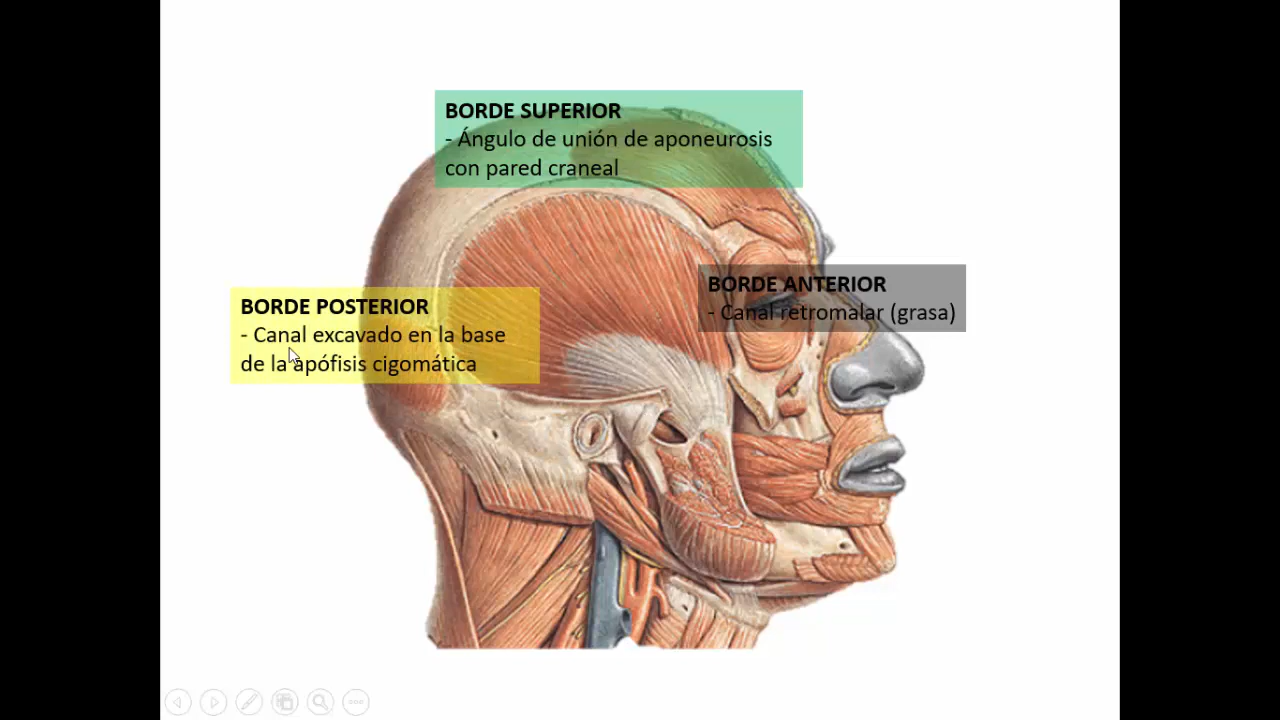 BORDE SUPERIOR
- Ángulo de unión de aponeurosis
con pared craneal
BORDE ANTERIOR
- Canal retromalar (grasa)
BORDE POSTERIOR
- Canal excavado en la base
de la apófisis cigomática